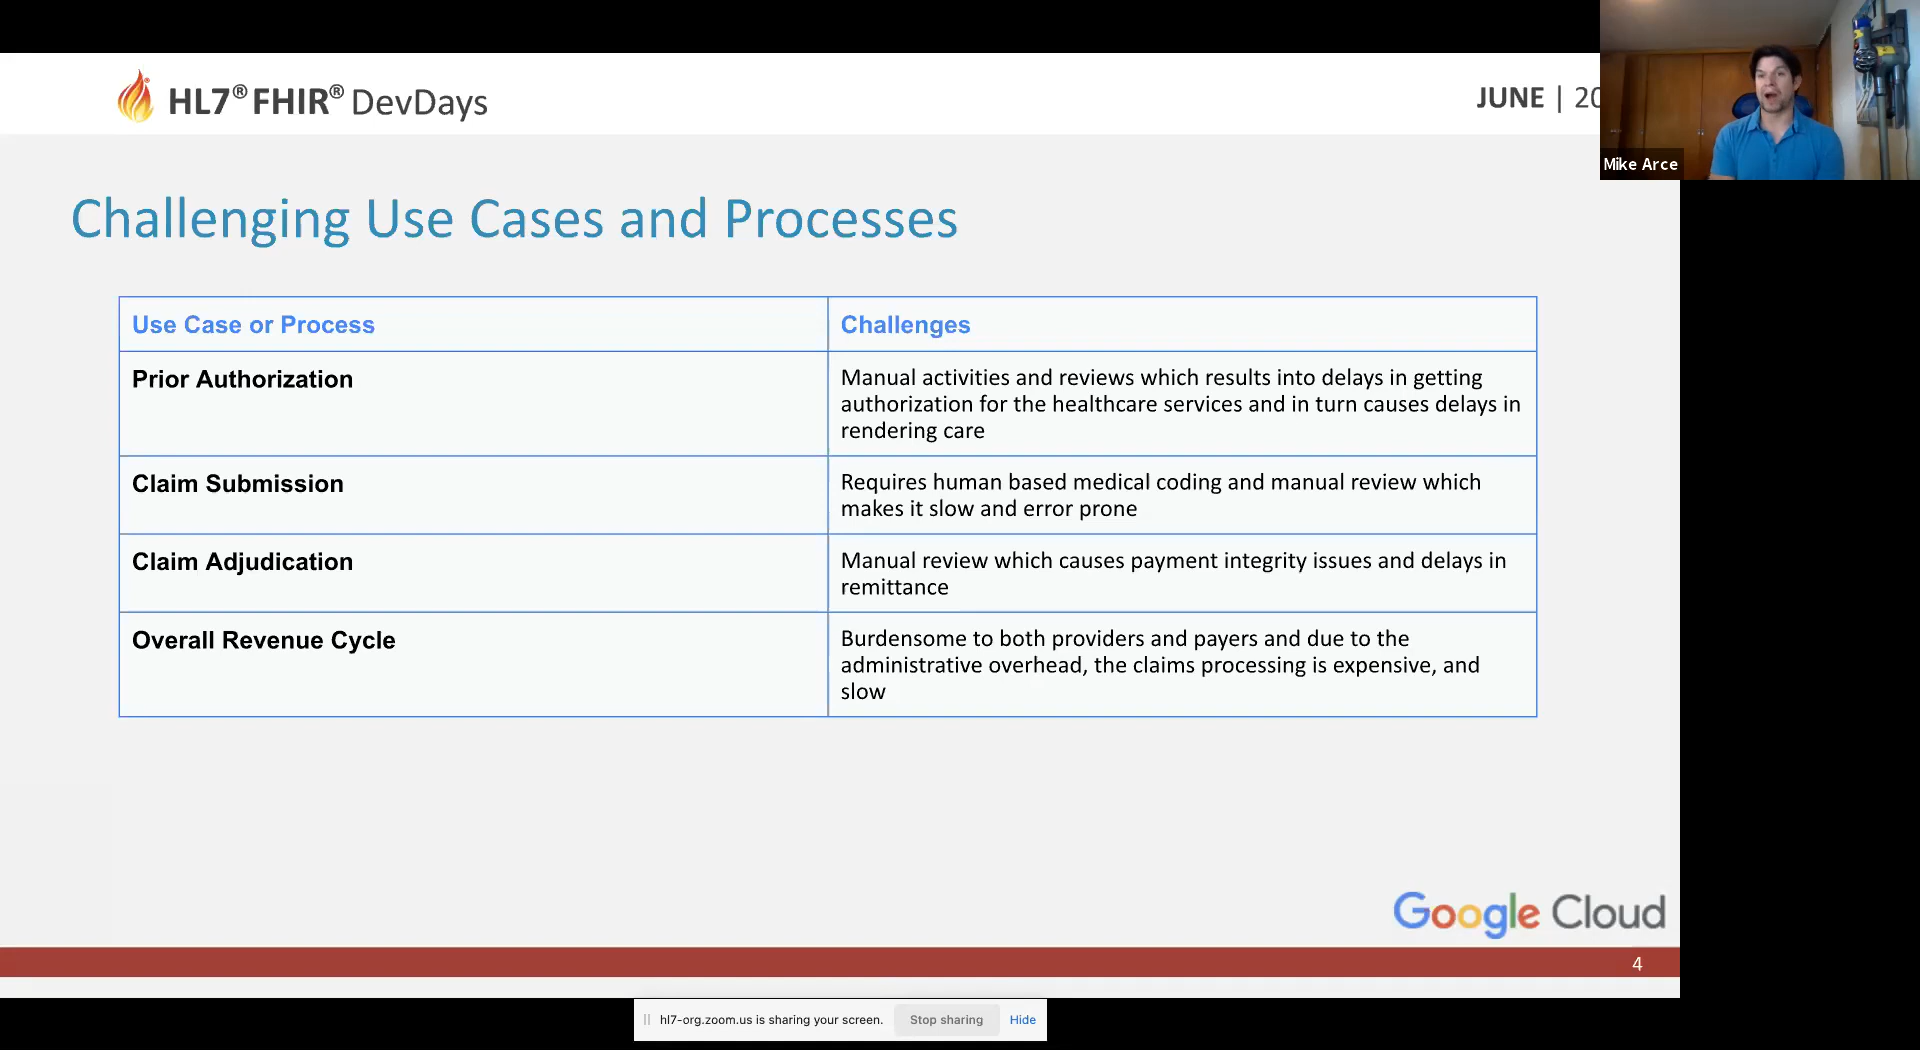 HL7® FHIR® DevDays
JUNE | 20
Mike Arce
Challenging Use Cases and Processes
Use Case or Process
Challenges
Prior Authorization
Manual activities and reviews which results into delays in getting
authorization for the healthcare services and in turn causes delays in
rendering care
Claim Submission
Requires human based medical coding and manual review which
makes it slow and error prone
Claim Adjudication
Manual review which causes payment integrity issues and delays in
remittance
Overall Revenue Cycle
Burdensome to both providers and payers and due to the
administrative overhead, the claims processing is expensive, and
slow
Google Cloud
4
hl7-org.zoom.us is sharing your screen.
Stop sharing
Hide